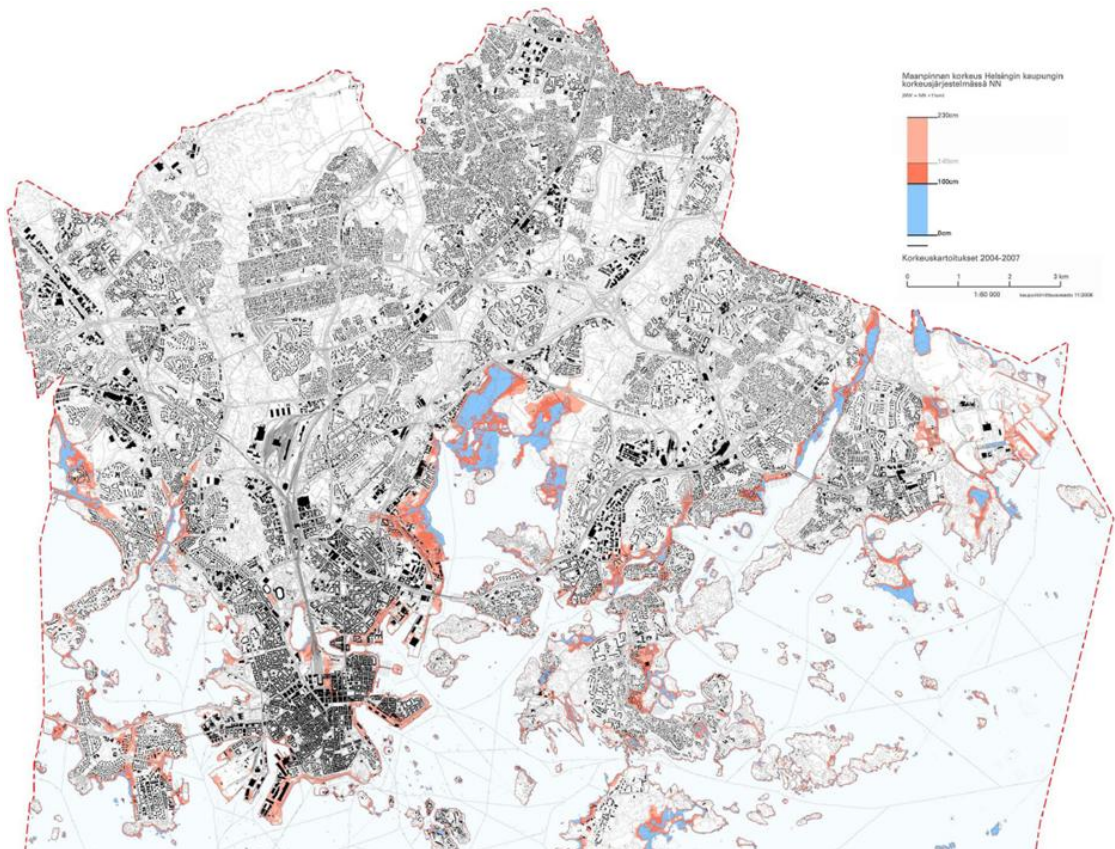 Maanpinnan korkeus Helsingin kaupungin
korkeusjärjestelmässä NN
230cm
140cm
100cm
0cm
Korkeuskartoitukset 2004-2007
0 1 2 3 km
1:60 000